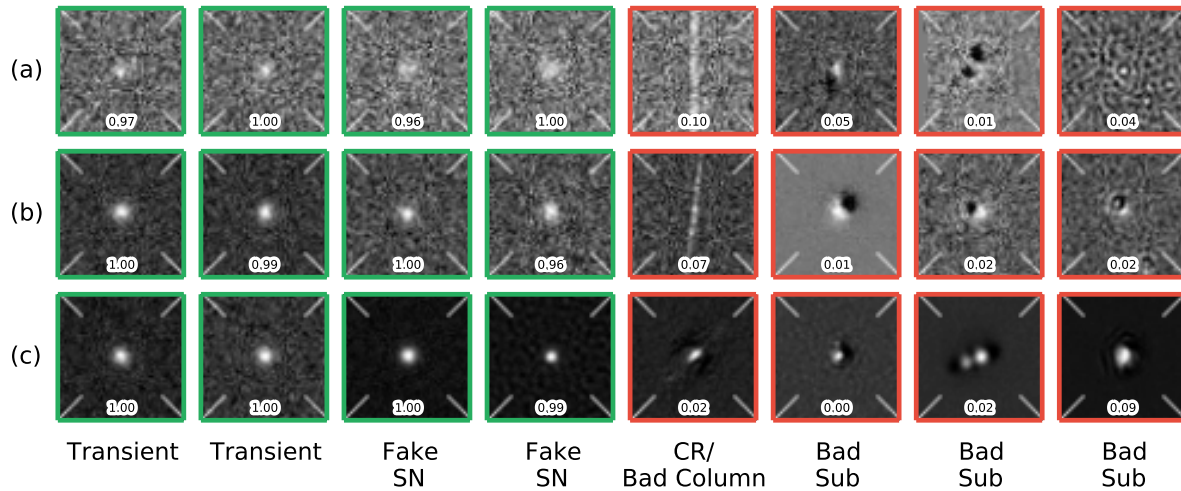 (a) 0.97 1.00 0.96 1.00 0.10 0.05 0.01 0.04
(b) 1.00 0.99 1.00 0.96 0.07 0.01 0.02 0.02
(c) 1.00 1.00 1.00 0.99 0.02 0.00 0.02 0.09
Transient Transient Fake Fake CR/ Bad Bad Bad
SN SN Bad Column Sub Sub Sub